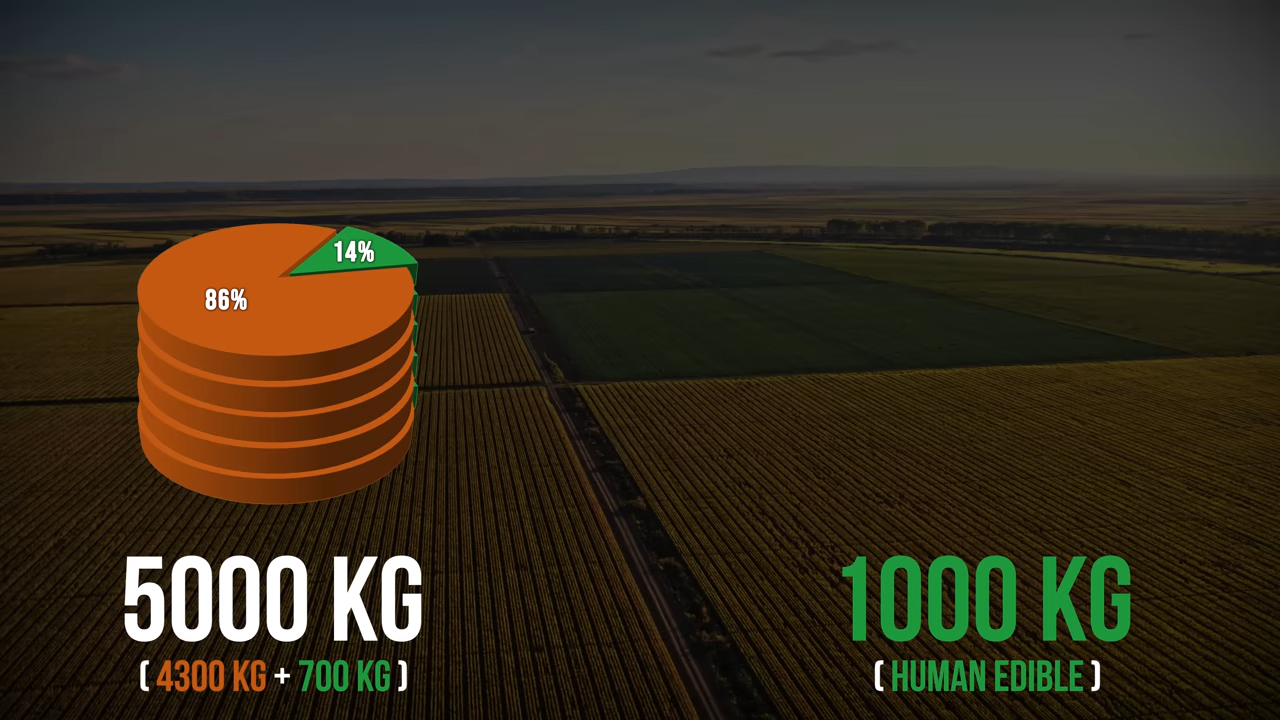 14%
86%
5000 KG
( 4300 KG + 700 KG )
1000 KG
( HUMAN EDIBLE )